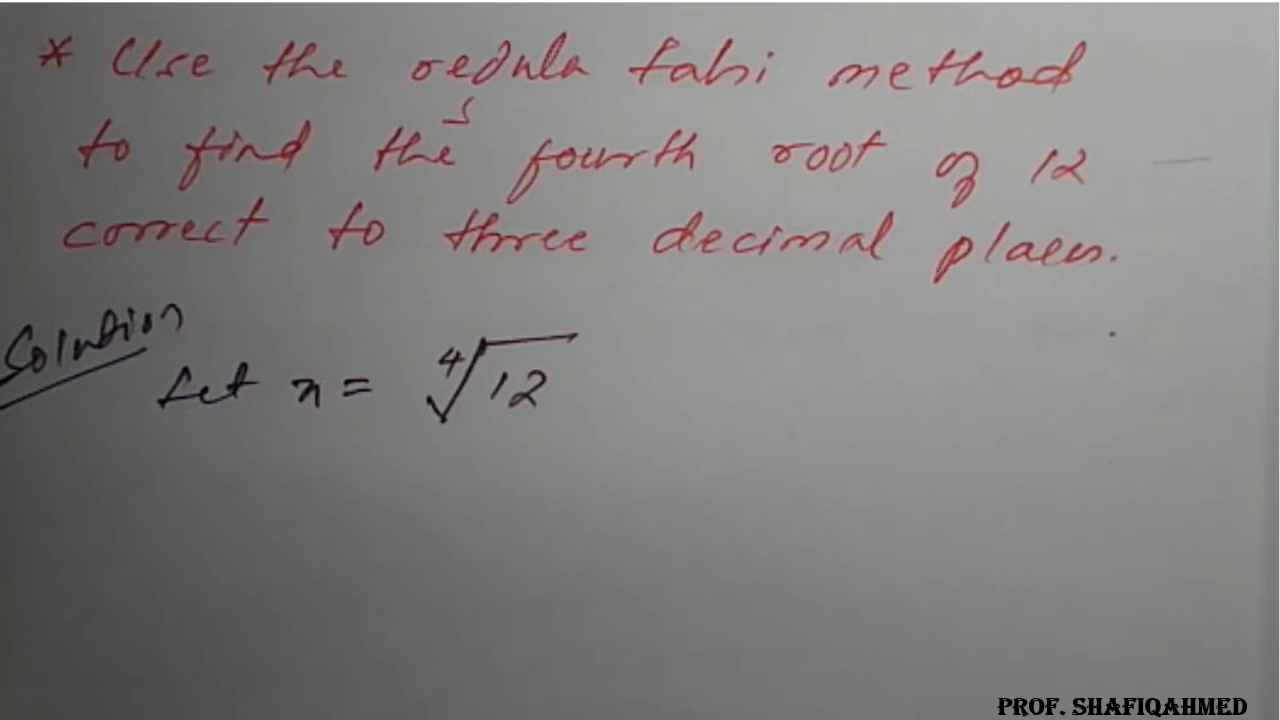 * Use the regula falsi method
to find the fourth root of 12
correct to three decimal places.
Solution
Let x = ∜12
PROF. SHAFIQAHMED